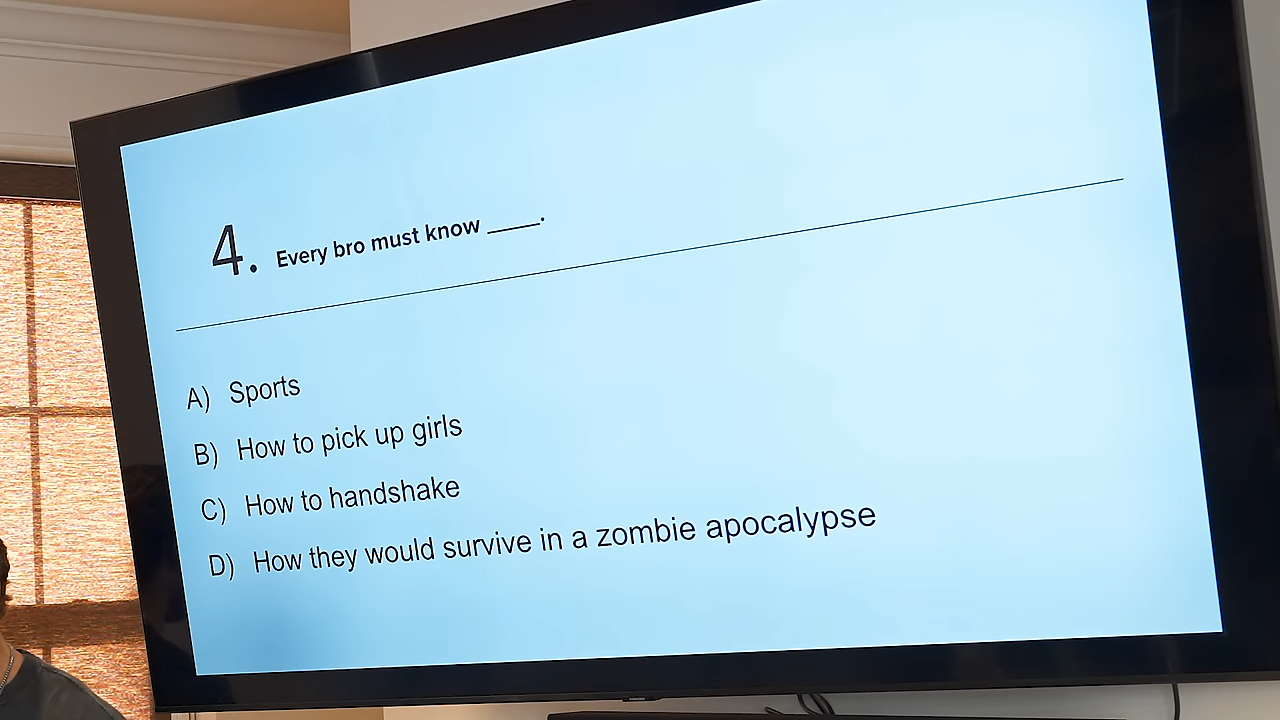 4. Every bro must know _____.
A) Sports
B) How to pick up girls
C) How to handshake
D) How they would survive in a zombie apocalypse